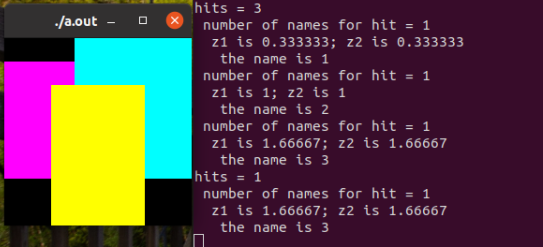 ./a.out
hits = 3
number of names for hit = 1
z1 is 0.333333; z2 is 0.333333
the name is 1
number of names for hit = 1
z1 is 1; z2 is 1
the name is 2
number of names for hit = 1
z1 is 1.66667; z2 is 1.66667
the name is 3
hits = 1
number of names for hit = 1
z1 is 1.66667; z2 is 1.66667
the name is 3